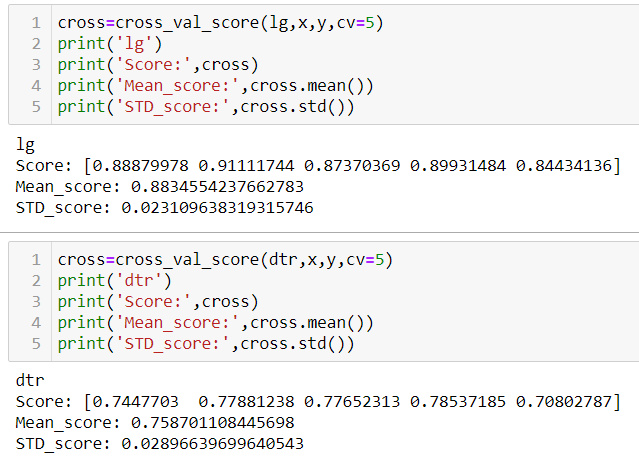 1 cross=cross_val_score(lg,x,y,cv=5)
2 print('lg')
3 print('Score:',cross)
4 print('Mean_score:',cross.mean())
5 print('STD_score:',cross.std())
lg
Score: [0.88879978 0.91111744 0.87370369 0.89931484 0.84434136]
Mean_score: 0.8834554237662783
STD_score: 0.023109638319315746
1 cross=cross_val_score(dtr,x,y,cv=5)
2 print('dtr')
3 print('Score:',cross)
4 print('Mean_score:',cross.mean())
5 print('STD_score:',cross.std())
dtr
Score: [0.7447703  0.77881238 0.77652313 0.78537185 0.70802787]
Mean_score: 0.758701108445698
STD_score: 0.02896639699640543